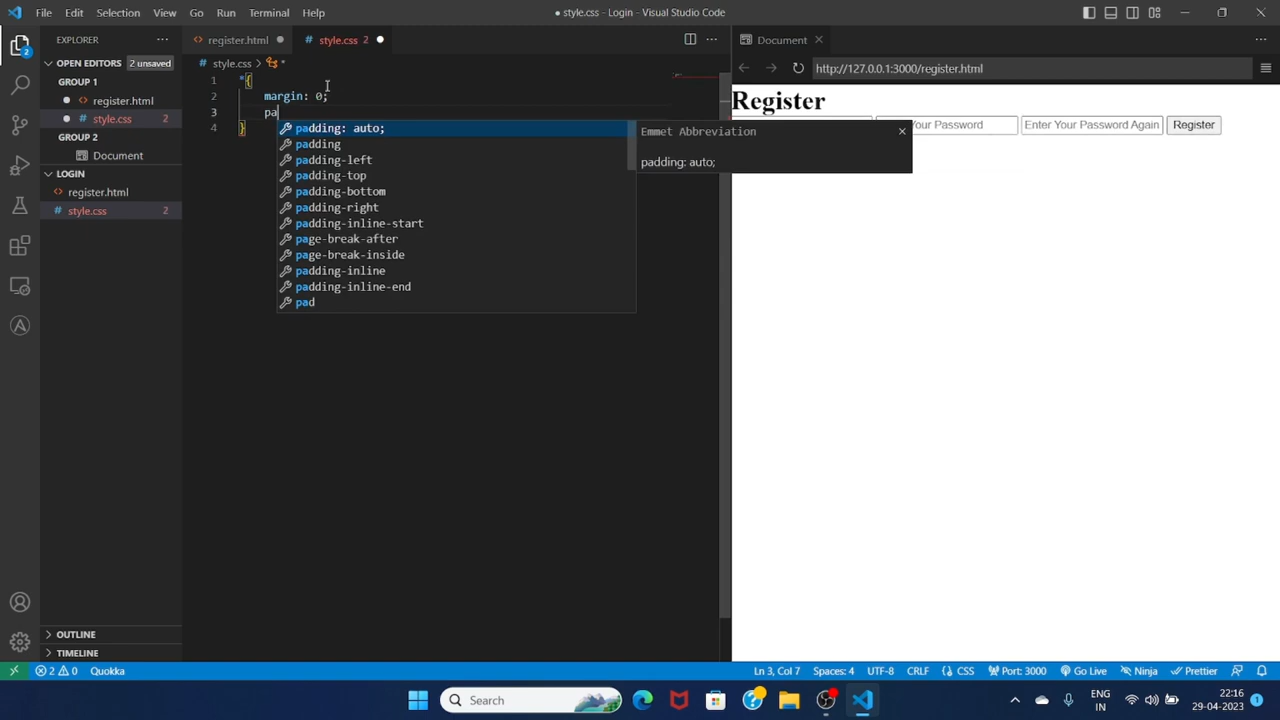 File Edit Selection View Go Run Terminal Help
● style.css - Login - Visual Studio Code
EXPLORER
OPEN EDITORS 2 unsaved
GROUP 1
<> register.html
# style.css 2
GROUP 2
Document
LOGIN
<> register.html
# style.css 2
OUTLINE
TIMELINE
2
<> register.html ●
# style.css 2 ●
# style.css > *
1 *{
2 margin: 0;
3 pa
4 }
padding: auto;
padding
padding-left
padding-top
padding-bottom
padding-right
padding-inline-start
page-break-after
page-break-inside
padding-inline
padding-inline-end
pad
Emmet Abbreviation
padding: auto;
Document
http://127.0.0.1:3000/register.html
Register
Your Password
Enter Your Password Again
Register
2 0 Quokka
Ln 3, Col 7 Spaces: 4 UTF-8 CRLF {} CSS Port: 3000 Go Live Ninja Prettier
Search
ENG
IN
22:16
29-04-2023
1